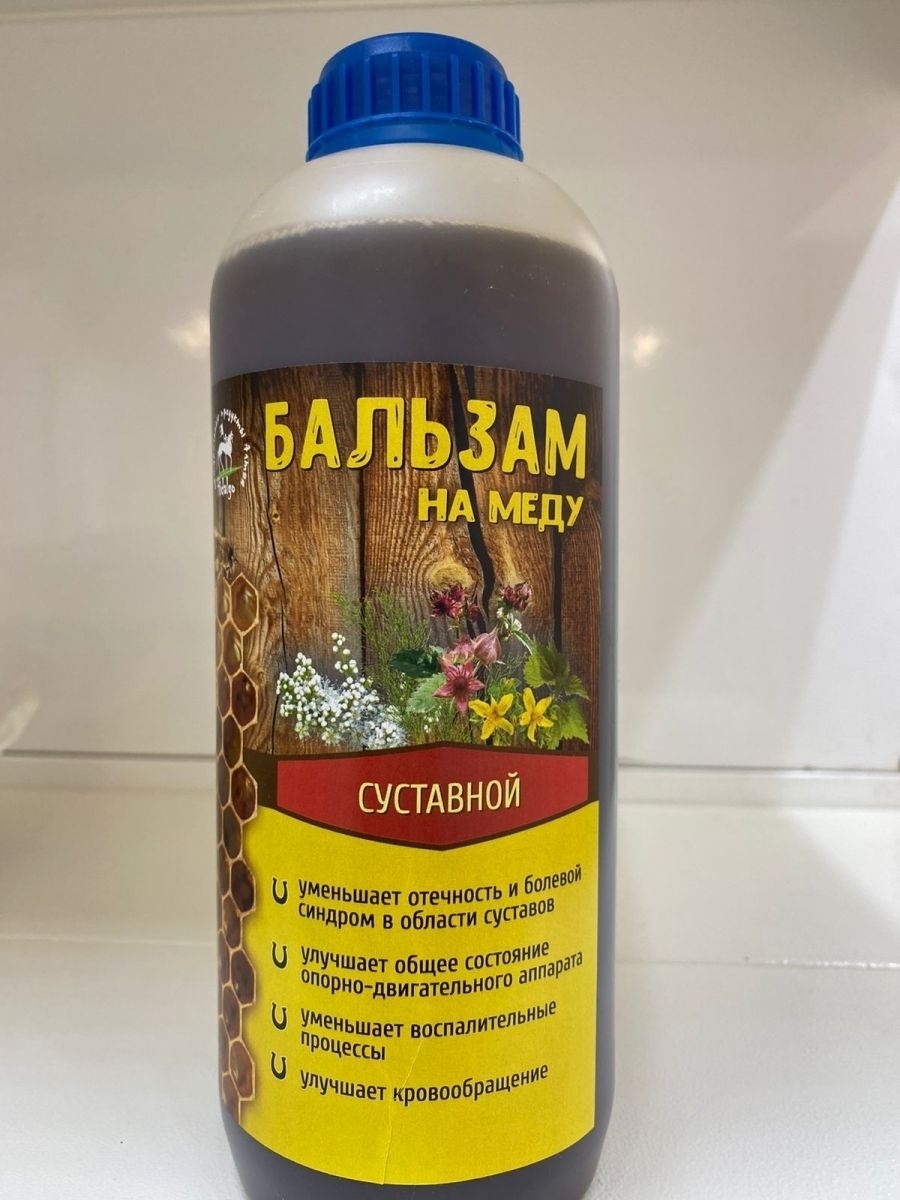 БАЛЬЗАМ
НА МЕДУ
СУСТАВНОЙ
уменьшает отечность и болевой
синдром в области суставов
улучшает общее состояние
опорно-двигательного аппарата
уменьшает воспалительные
процессы
улучшает кровообращение